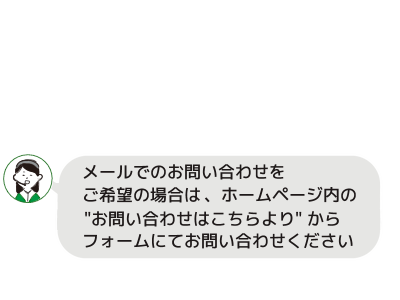 メールでのお問い合わせを
ご希望の場合は、ホームページ内の
"お問い合わせはこちらより" から
フォームにてお問い合わせください